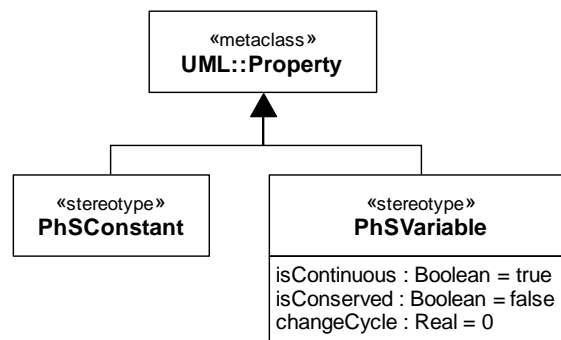 «metaclass»
UML::Property
«stereotype»
PhSConstant
«stereotype»
PhSVariable
isContinuous : Boolean = true
isConserved : Boolean = false
changeCycle : Real = 0